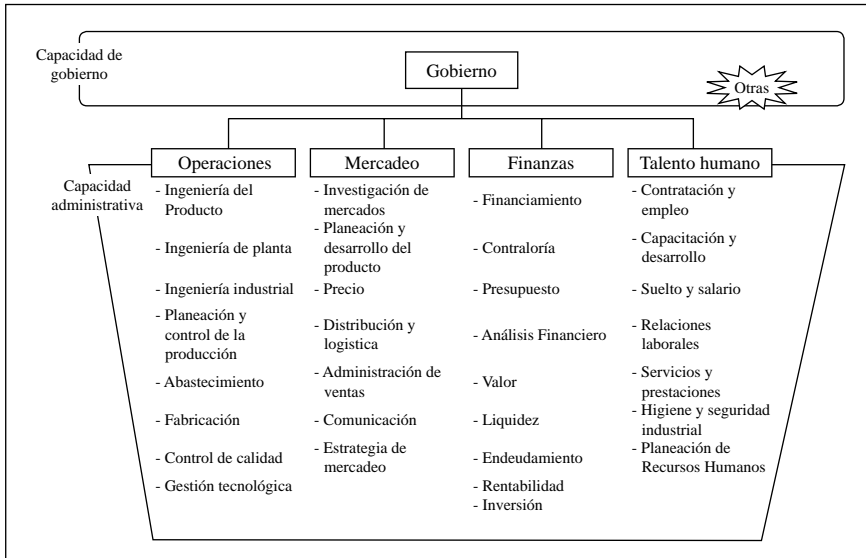 Capacidad de
gobierno
Gobierno
Otras
Capacidad
administrativa
Operaciones
- Ingeniería del
Producto
- Ingeniería de planta
- Ingeniería industrial
- Planeación y
control de la
producción
- Abastecimiento
- Fabricación
- Control de calidad
- Gestión tecnológica
Mercadeo
- Investigación de
mercados
- Planeación y
desarrollo del
producto
- Precio
- Distribución y
logistica
- Administración de
ventas
- Comunicación
- Estrategia de
mercadeo
Finanzas
- Financiamiento
- Contraloría
- Presupuesto
- Análisis Financiero
- Valor
- Liquidez
- Endeudamiento
- Rentabilidad
- Inversión
Talento humano
- Contratación y
empleo
- Capacitación y
desarrollo
- Suelto y salario
- Relaciones
laborales
- Servicios y
prestaciones
- Higiene y seguridad
industrial
- Planeación de
Recursos Humanos